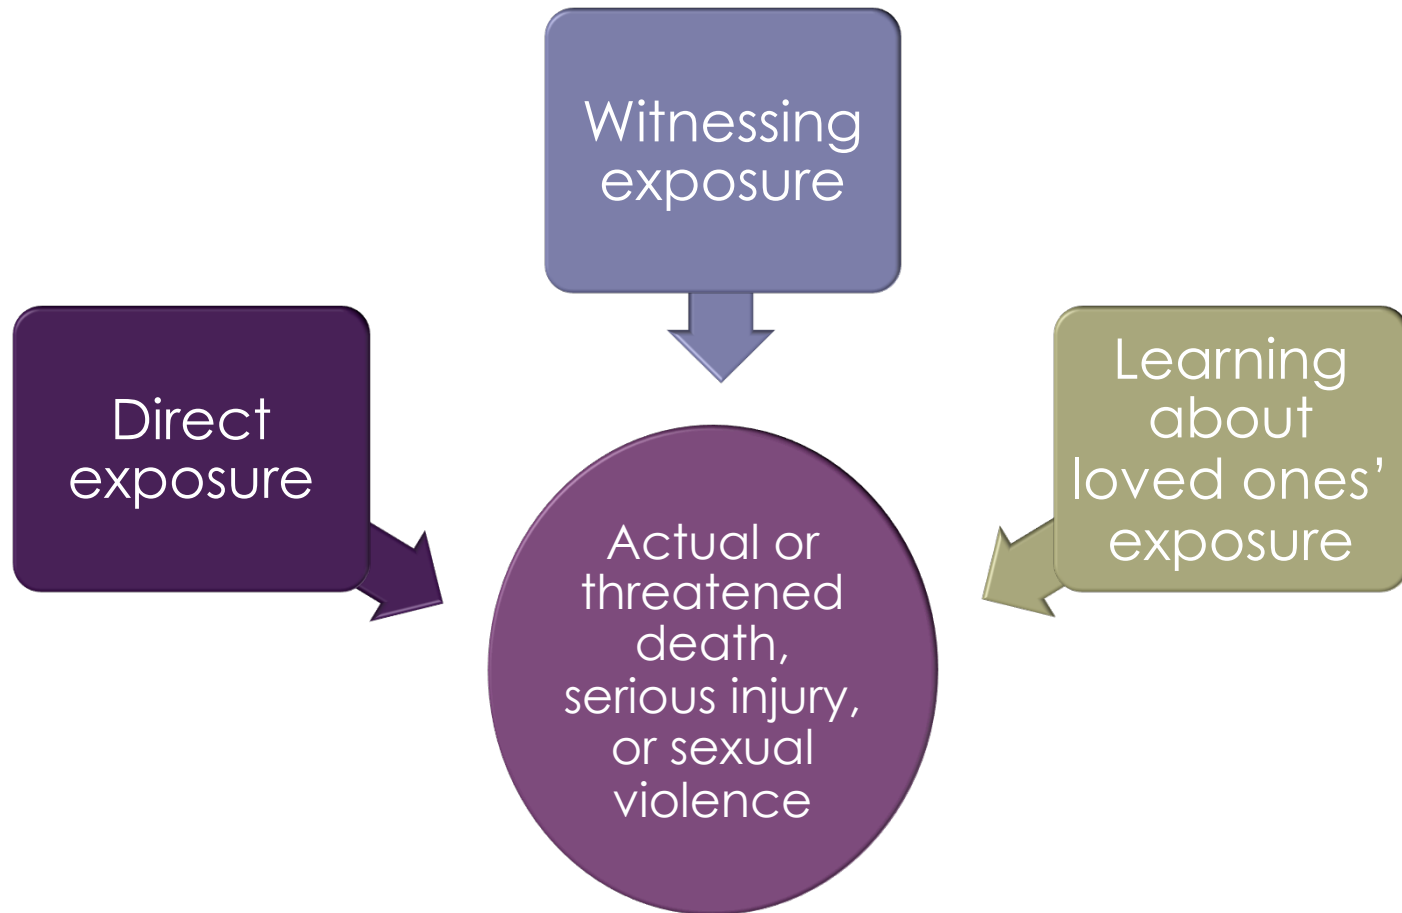 Witnessing
exposure
Direct
exposure
Learning
about
loved ones’
exposure
Actual or
threatened
death,
serious injury,
or sexual
violence